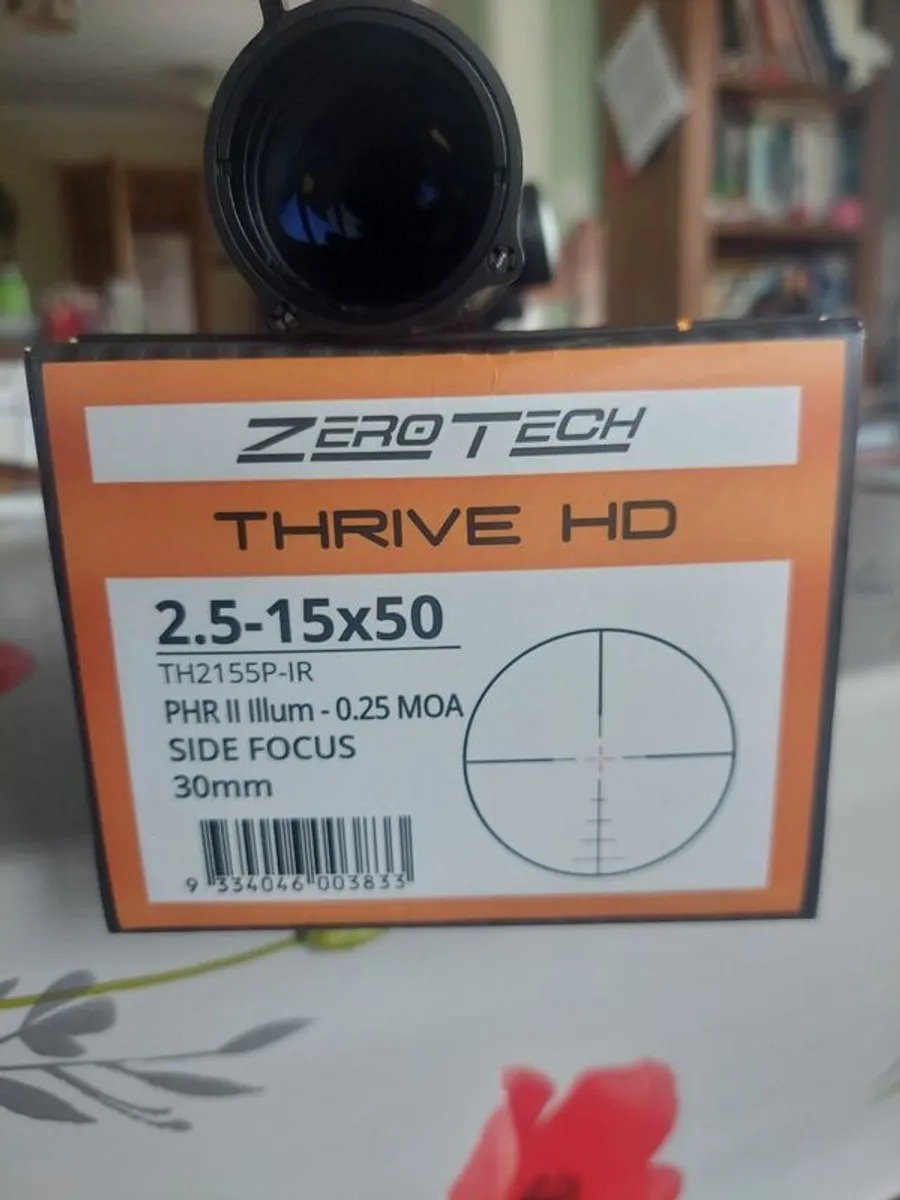 ZEROTECH
THRIVE HD
2.5-15x50
TH2155P-IR
PHR II Illum - 0.25 MOA
SIDE FOCUS
30mm
9 334046 003833